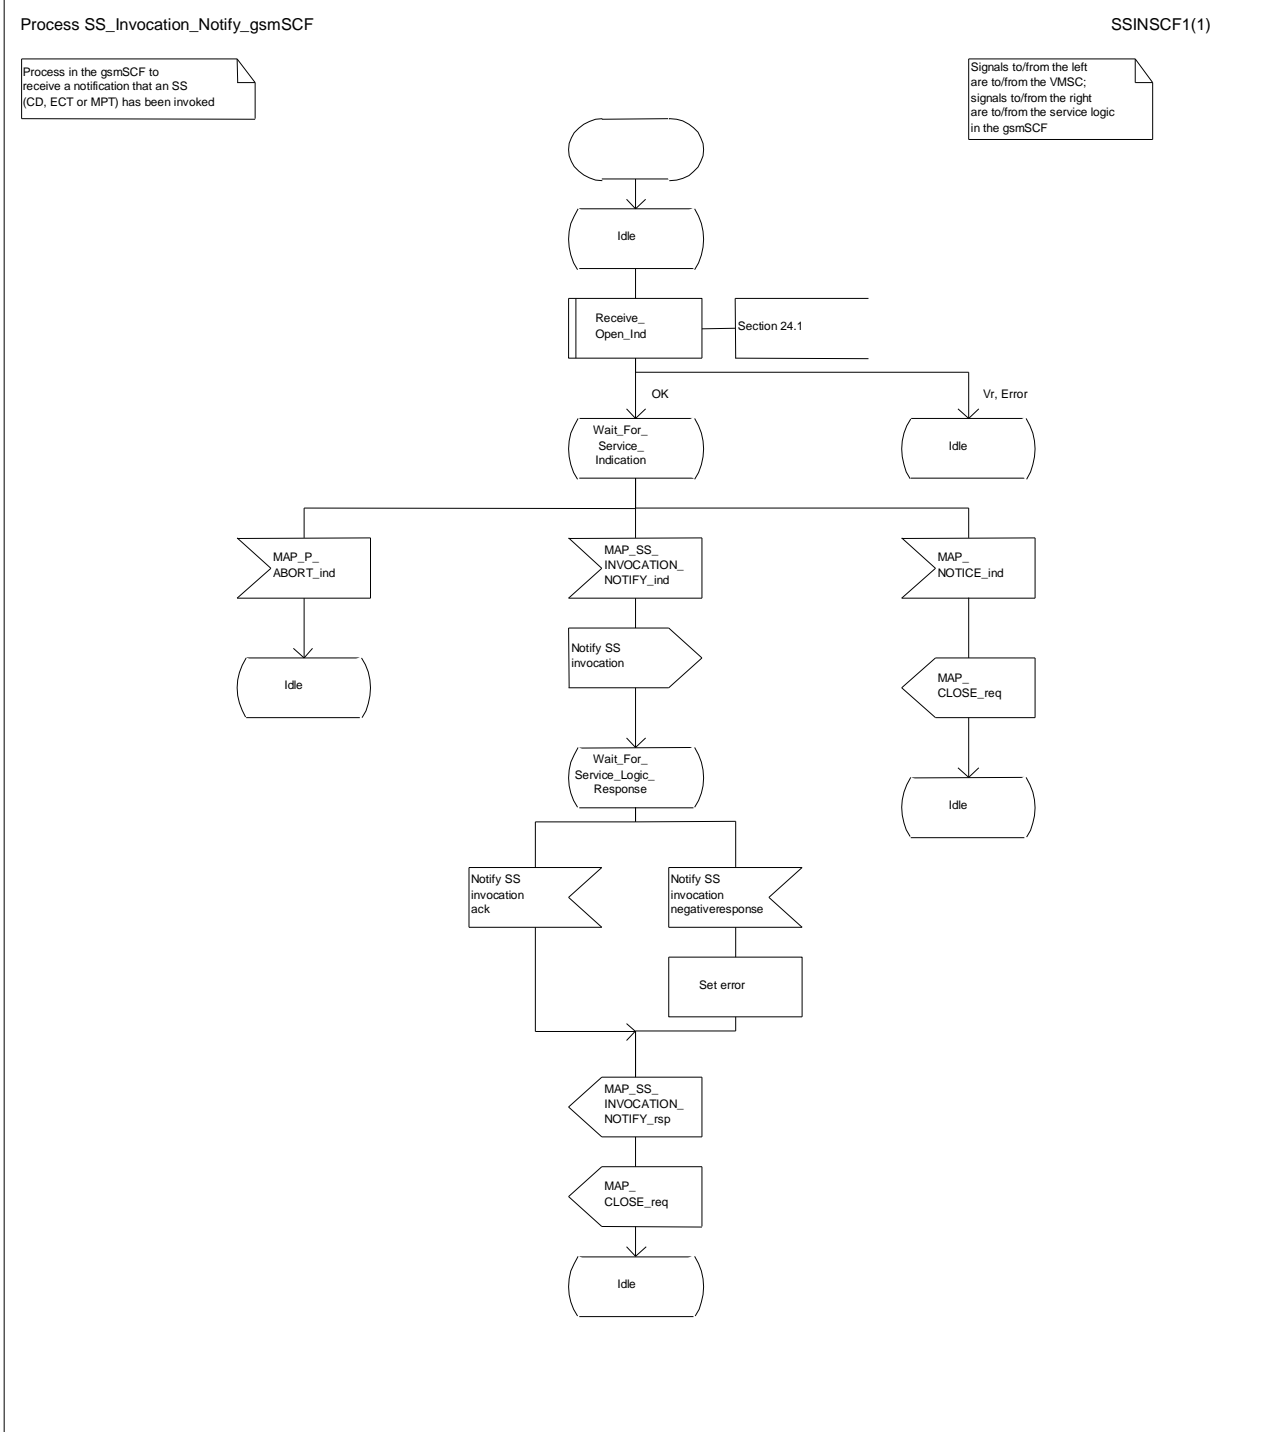 Process SS_Invocation_Notify_gsmSCF
SSINSCF1(1)
Process in the gsmSCF to
receive a notification that an SS
(CD, ECT or MPT) has been invoked
Signals to/from the left
are to/from the VMSC;
signals to/from the right
are to/from the service logic
in the gsmSCF
Idle
Receive_
Open_Ind
Section 24.1
OK
Vr, Error
Wait_For_
Service_
Indication
Idle
MAP_P_
ABORT_ind
MAP_SS_
INVOCATION_
NOTIFY_ind
MAP_
NOTICE_ind
Notify SS
invocation
Idle
MAP_
CLOSE_req
Wait_For_
Service_Logic_
Response
Idle
Notify SS
invocation
ack
Notify SS
invocation
negativeresponse
Set error
MAP_SS_
INVOCATION_
NOTIFY_rsp
MAP_
CLOSE_req
Idle